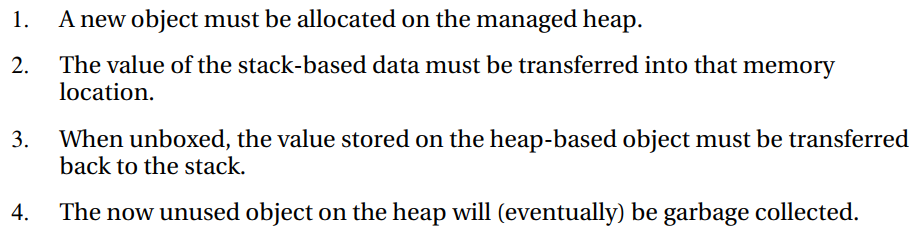 1. A new object must be allocated on the managed heap.
2. The value of the stack-based data must be transferred into that memory
location.
3. When unboxed, the value stored on the heap-based object must be transferred
back to the stack.
4. The now unused object on the heap will (eventually) be garbage collected.